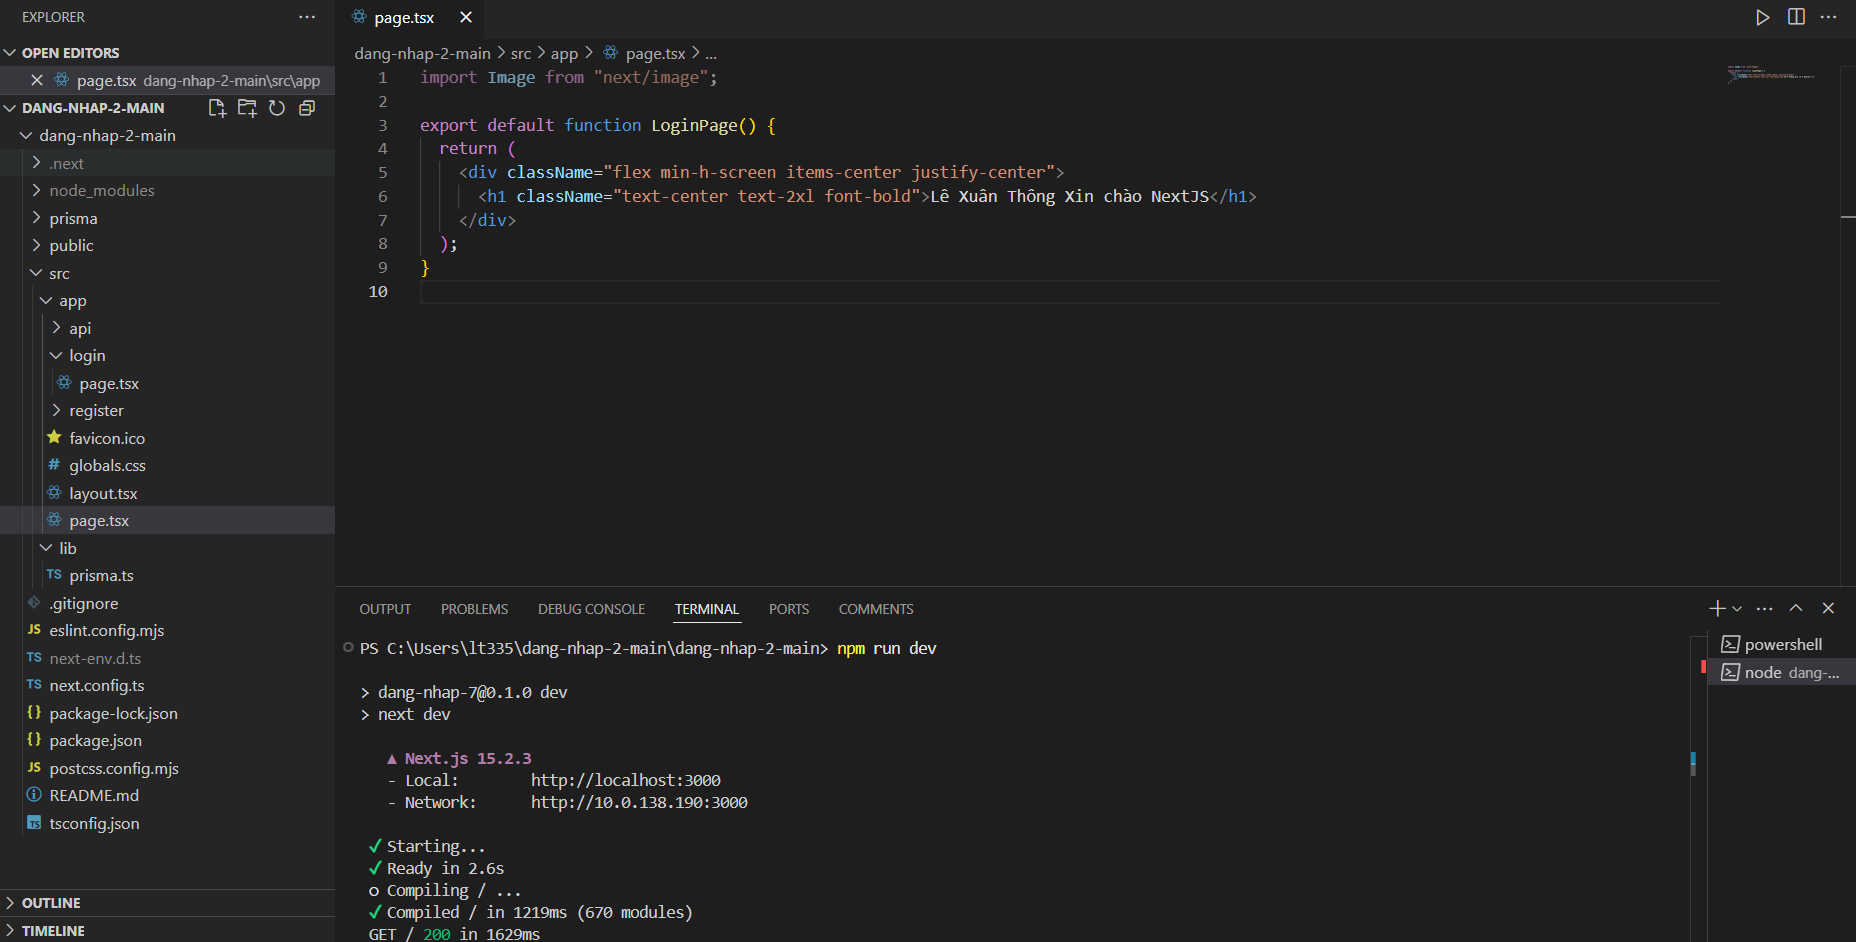 EXPLORER
OPEN EDITORS
page.tsx dang-nhap-2-main\src\app
DANG-NHAP-2-MAIN
dang-nhap-2-main
.next
node_modules
prisma
public
src
app
api
login
page.tsx
register
favicon.ico
globals.css
layout.tsx
page.tsx
lib
TS prisma.ts
.gitignore
JS eslint.config.mjs
TS next-env.d.ts
TS next.config.ts
{} package-lock.json
{} package.json
JS postcss.config.mjs
README.md
TS tsconfig.json
OUTLINE
TIMELINE
page.tsx
dang-nhap-2-main > src > app > page.tsx > ...
1 import Image from "next/image";
2
3 export default function LoginPage() {
4 return (
5 <div className="flex min-h-screen items-center justify-center">
6 <h1 className="text-center text-2xl font-bold">Lê Xuân Thông Xin chào NextJS</h1>
7 </div>
8 );
9 }
10
OUTPUT PROBLEMS DEBUG CONSOLE TERMINAL PORTS COMMENTS
PS C:\Users\lt335\dang-nhap-2-main\dang-nhap-2-main> npm run dev
> dang-nhap-7@0.1.0 dev
> next dev
▲ Next.js 15.2.3
- Local: http://localhost:3000
- Network: http://10.0.138.190:3000
✓ Starting...
✓ Ready in 2.6s
○ Compiling / ...
✓ Compiled / in 1219ms (670 modules)
GET / 200 in 1629ms
powershell
node dang-...